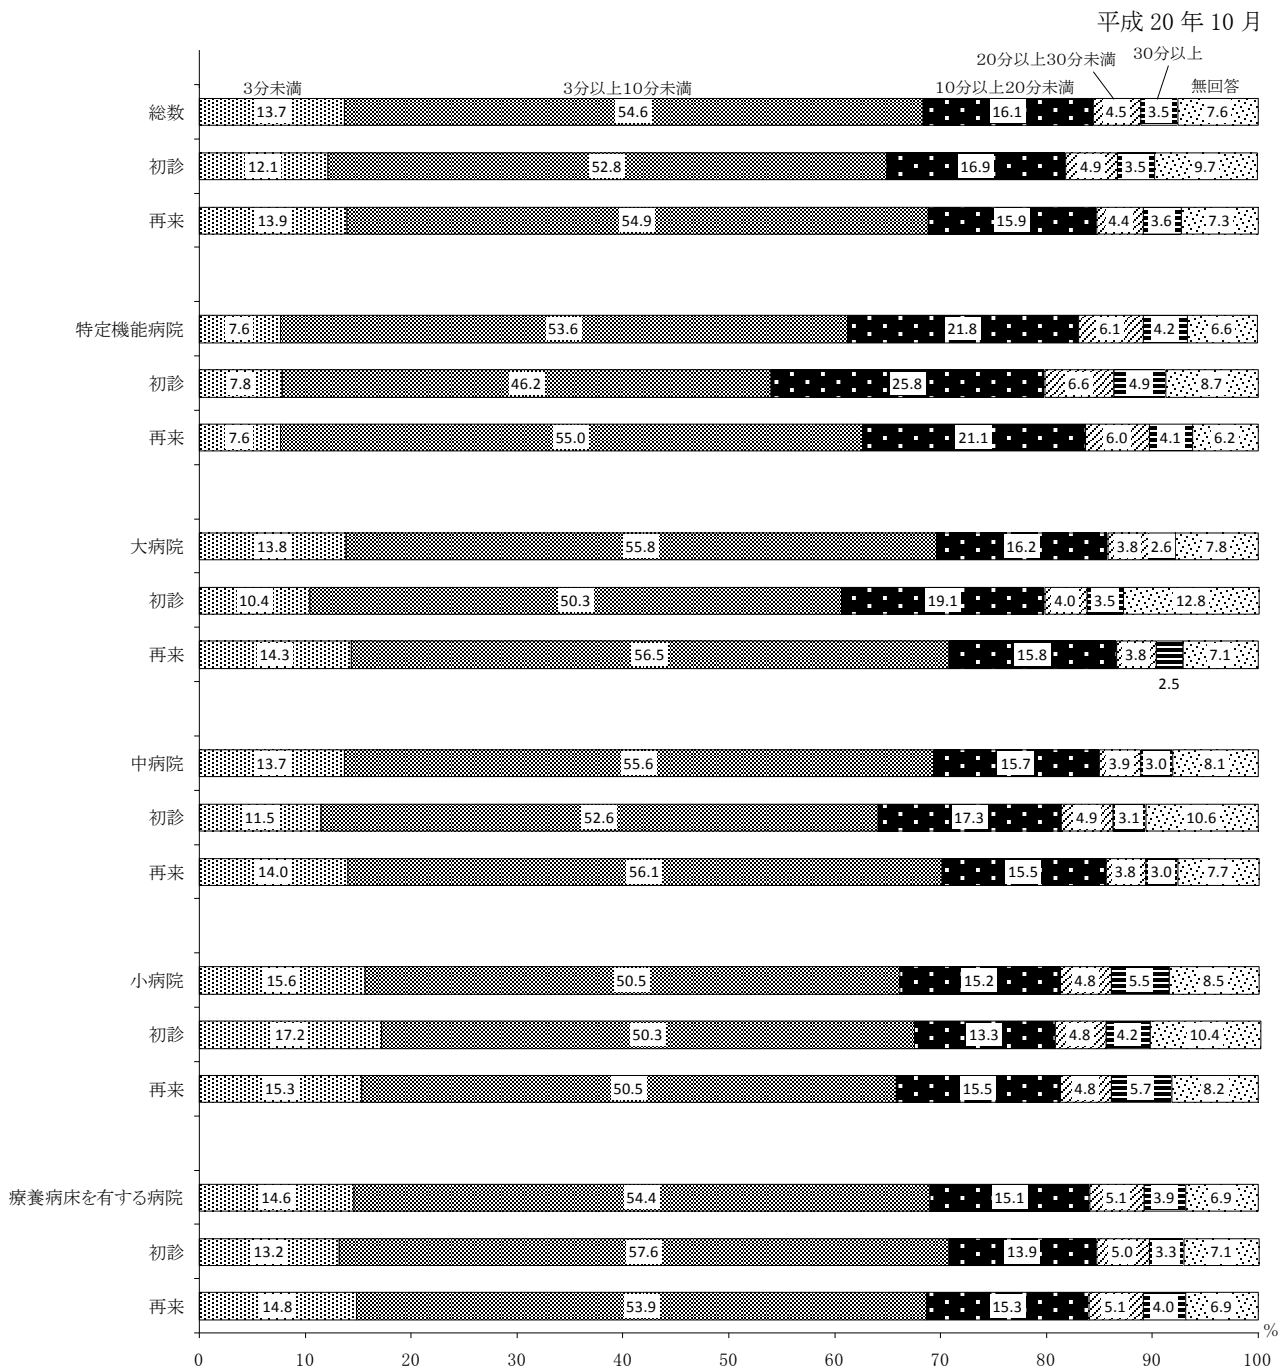 平成 20 年 10 月
20分以上30分未満 30分以上
3分未満 3分以上10分未満 10分以上20分未満 無回答
総数 13.7 54.6 16.1 4.5 3.5 7.6
初診 12.1 52.8 16.9 4.9 3.5 9.7
再来 13.9 54.9 15.9 4.4 3.6 7.3
特定機能病院 7.6 53.6 21.8 6.1 4.2 6.6
初診 7.8 46.2 25.8 6.6 4.9 8.7
再来 7.6 55.0 21.1 6.0 4.1 6.2
大病院 13.8 55.8 16.2 3.8 2.6 7.8
初診 10.4 50.3 19.1 4.0 3.5 12.8
再来 14.3 56.5 15.8 3.8 7.1
2.5
中病院 13.7 55.6 15.7 3.9 3.0 8.1
初診 11.5 52.6 17.3 4.9 3.1 10.6
再来 14.0 56.1 15.5 3.8 3.0 7.7
小病院 15.6 50.5 15.2 4.8 5.5 8.5
初診 17.2 50.3 13.3 4.8 4.2 10.4
再来 15.3 50.5 15.5 4.8 5.7 8.2
療養病床を有する病院 14.6 54.4 15.1 5.1 3.9 6.9
初診 13.2 57.6 13.9 5.0 3.3 7.1
再来 14.8 53.9 15.3 5.1 4.0 6.9
%
0 10 20 30 40 50 60 70 80 90 100